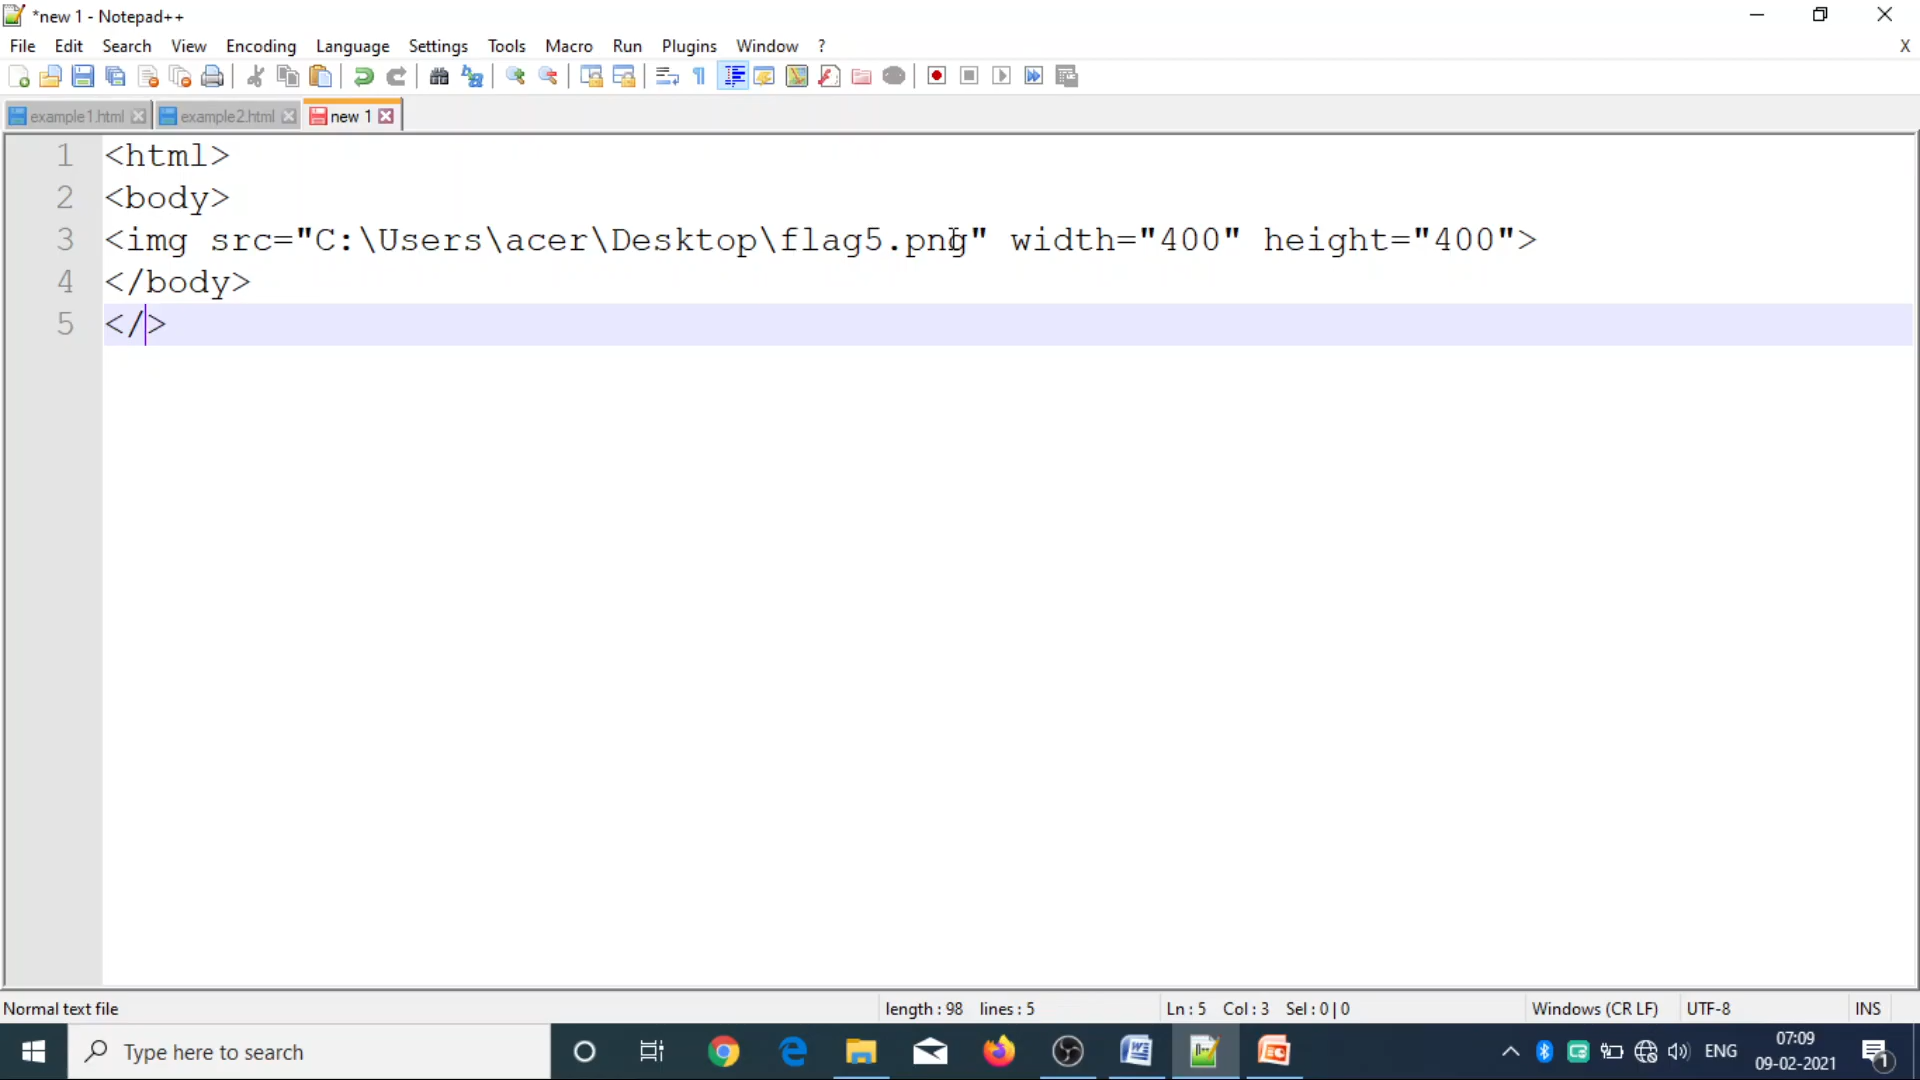 *new 1 - Notepad++
File Edit Search View Encoding Language Settings Tools Macro Run Plugins Window ? X
example1.html example2.html new 1
1 <html>
2 <body>
3 <img src="C:\Users\acer\Desktop\flag5.png" width="400" height="400">
4 </body>
5 </>
Normal text file length : 98 lines : 5 Ln : 5 Col : 3 Sel : 0 | 0 Windows (CR LF) UTF-8 INS
Type here to search ENG 07:09
09-02-2021 1